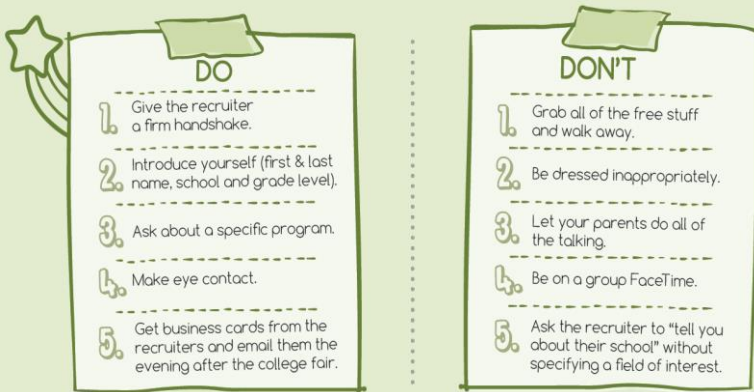 DO
1. Give the recruiter
a firm handshake.
2. Introduce yourself (first & last
name, school and grade level).
3. Ask about a specific program.
4. Make eye contact.
5. Get business cards from the
recruiters and email them the
evening after the college fair.
DON'T
1. Grab all of the free stuff
and walk away.
2. Be dressed inappropriately.
3. Let your parents do all of
the talking.
4. Be on a group FaceTime.
5. Ask the recruiter to "tell you
about their school" without
specifying a field of interest.